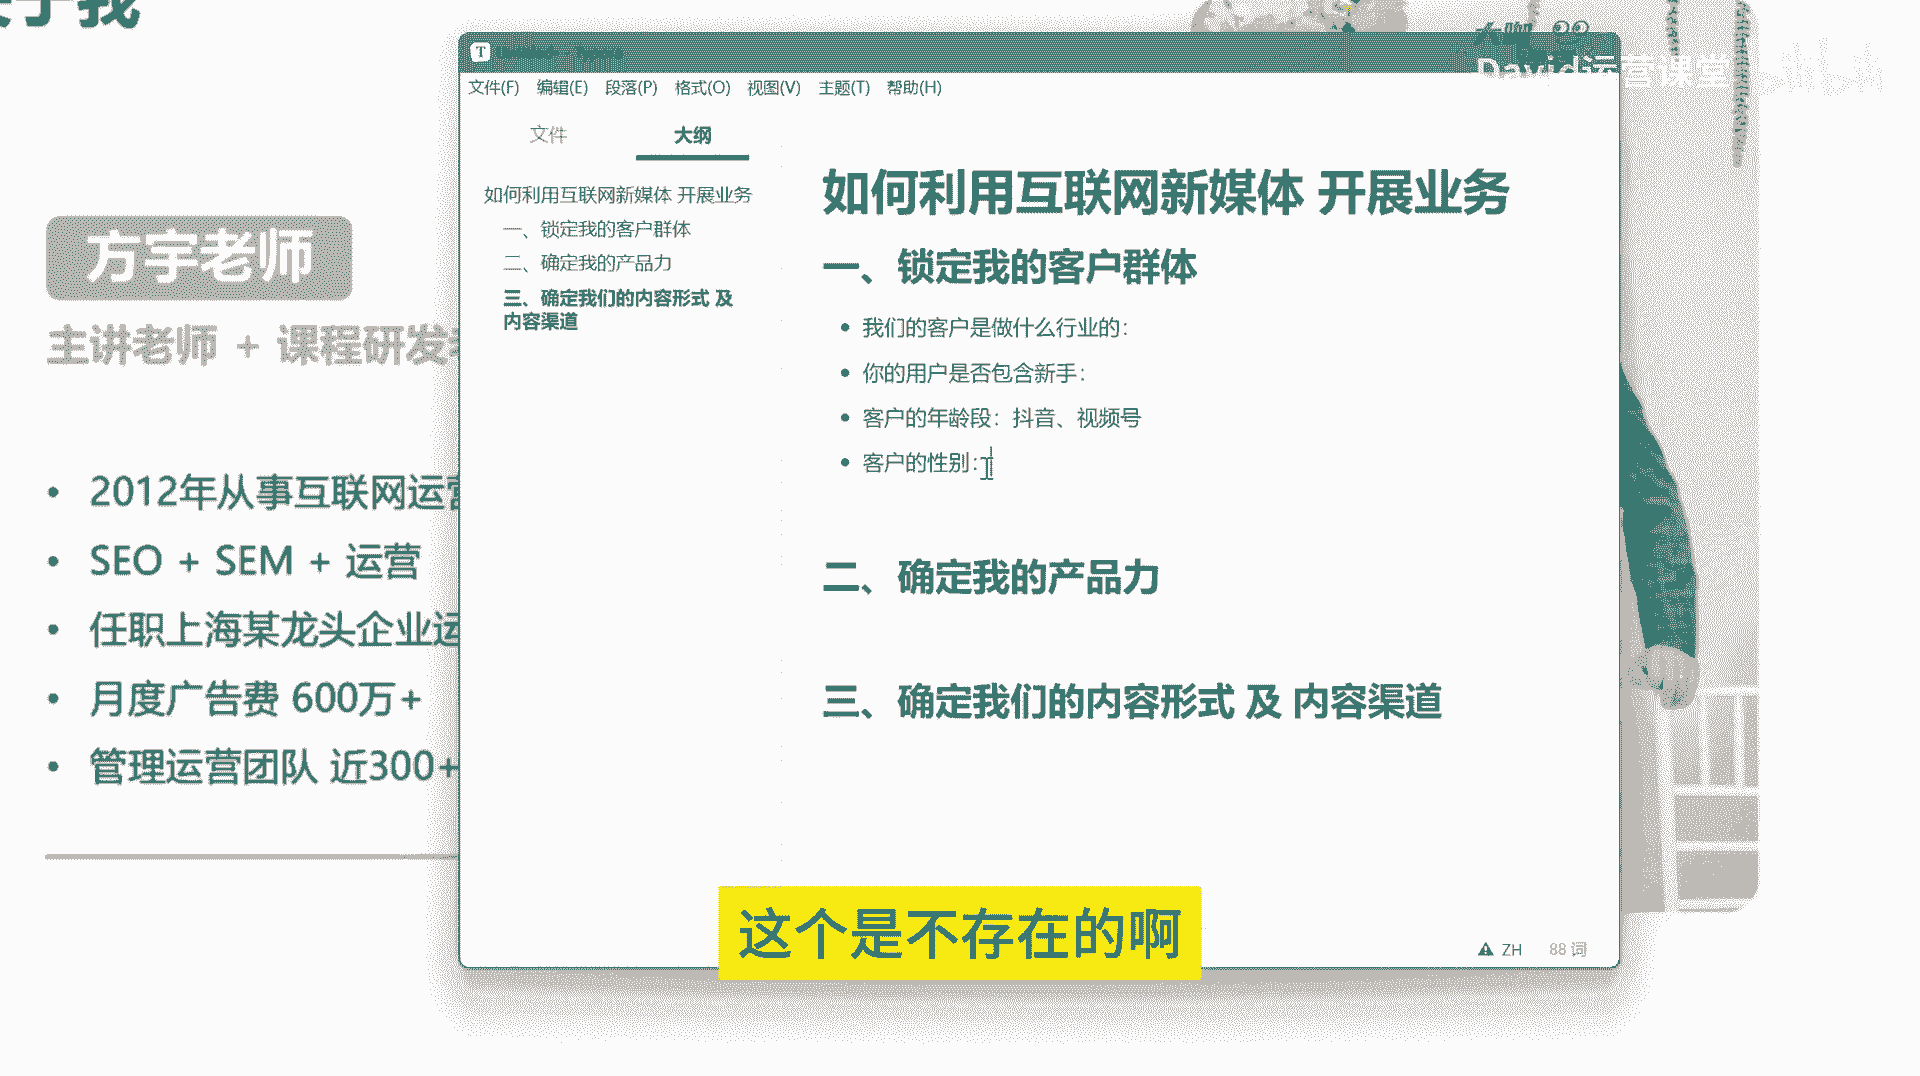 于我
方宇老师
主讲老师 + 课程研发
2012年从事互联网运营
SEO + SEM + 运营
任职上海某龙头企业运
月度广告费 600万+
管理运营团队 近300+
T
David运营课堂
文件(F) 编辑(E) 段落(P) 格式(O) 视图(V) 主题(T) 帮助(H)
文件 大纲
如何利用互联网新媒体 开展业务
一、锁定我的客户群体
二、确定我的产品力
三、确定我们的内容形式 及
内容渠道
如何利用互联网新媒体 开展业务
一、锁定我的客户群体
我们的客户是做什么行业的：
你的用户是否包含新手：
客户的年龄段：抖音、视频号
客户的性别：
二、确定我的产品力
三、确定我们的内容形式 及 内容渠道
ZH 88 词
这个是不存在的啊